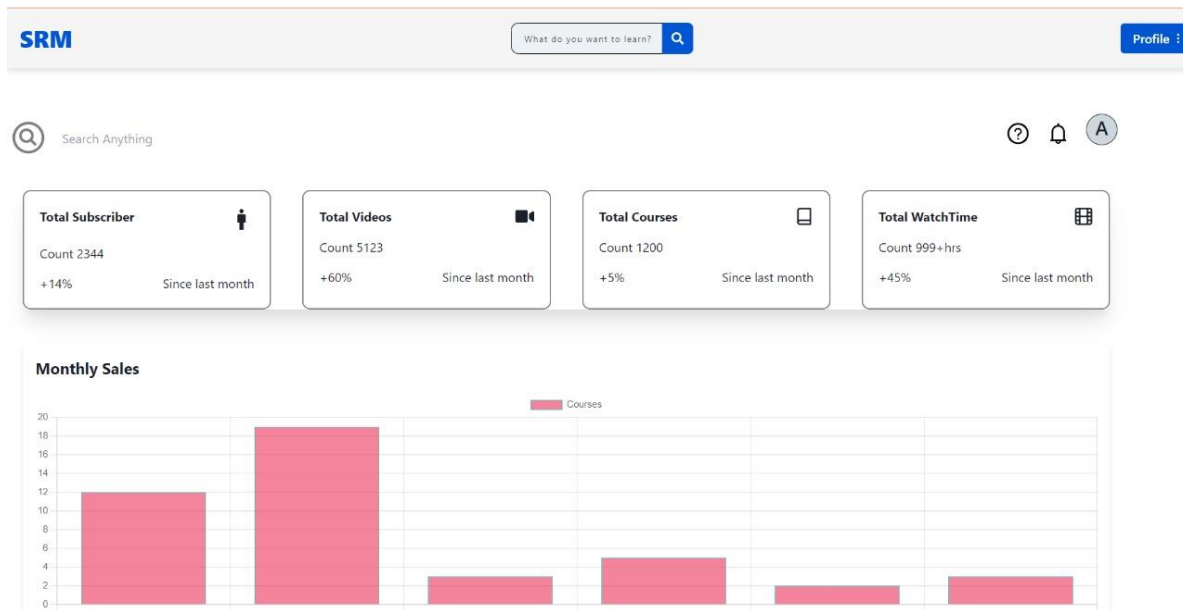 SRM
What do you want to learn?
Profile
Search Anything
A
Total Subscriber
Count 2344
+14% Since last month
Total Videos
Count 5123
+60% Since last month
Total Courses
Count 1200
+5% Since last month
Total WatchTime
Count 999+hrs
+45% Since last month
Monthly Sales
Courses
20
18
16
14
12
10
8
6
4
2
0